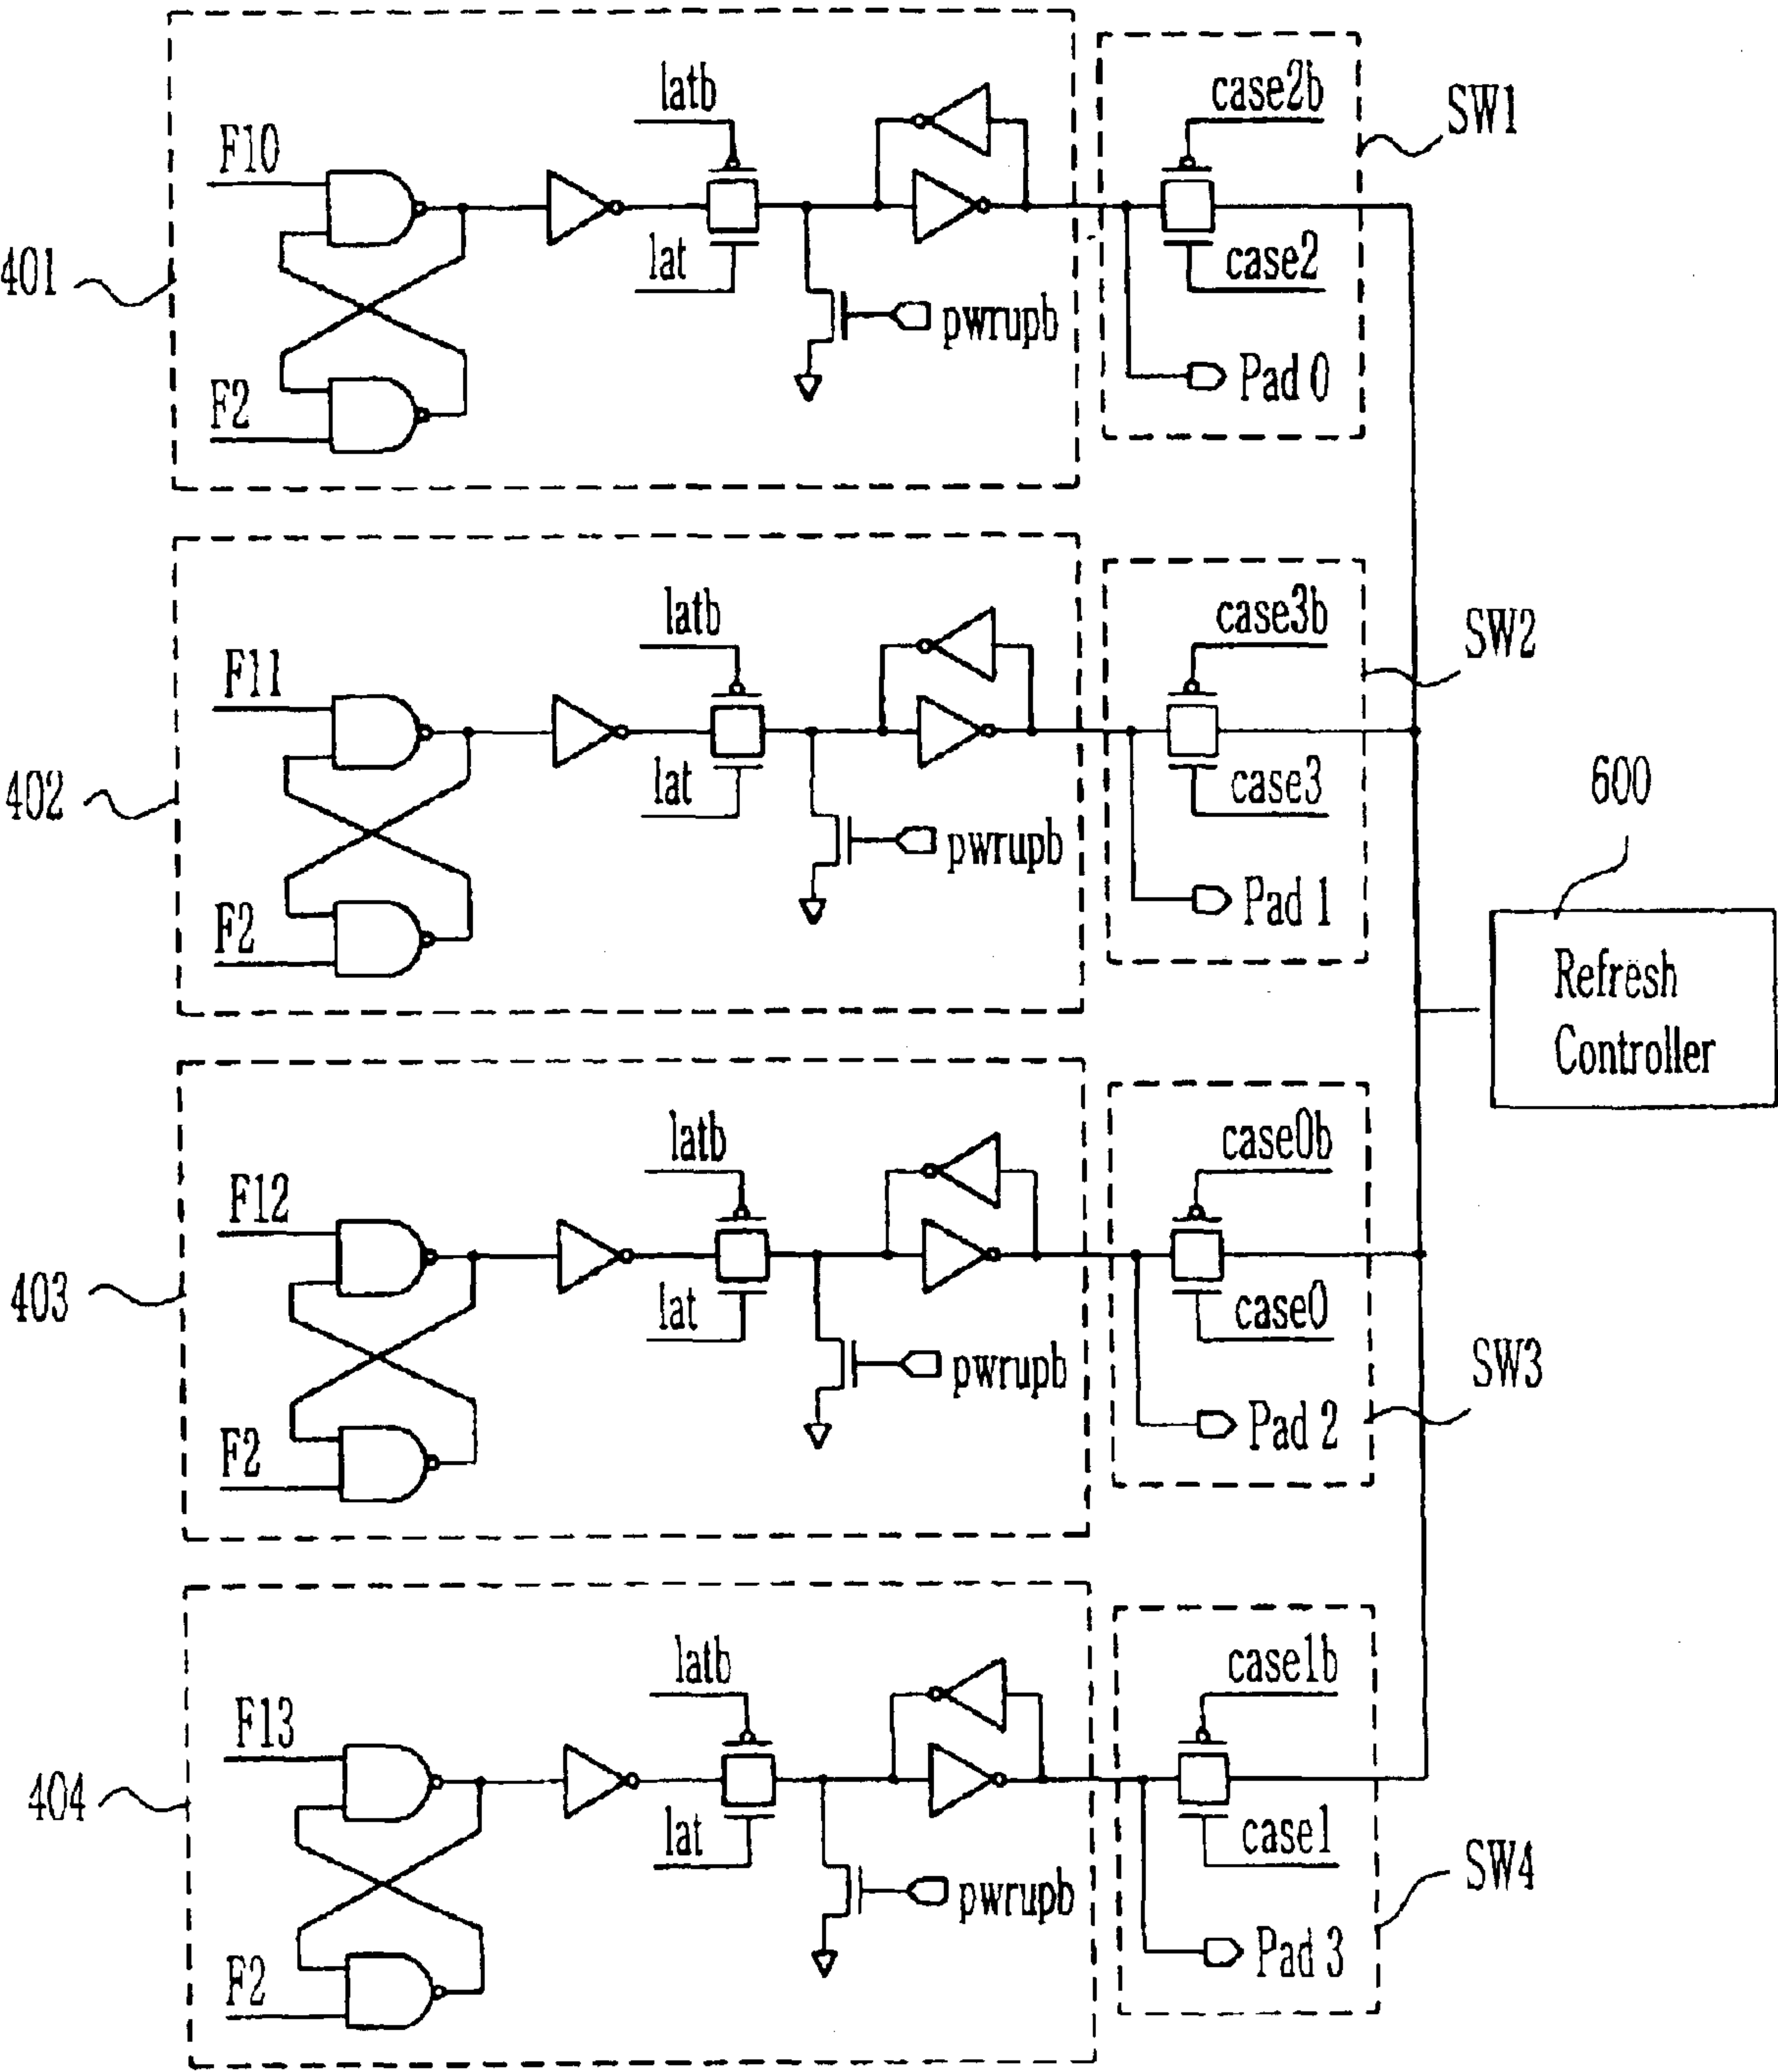 latb
case2b
SW1
F10
401
lat
case2
pwrupb
Pad 0
F2
latb
case3b
SW2
F11
402
lat
case3
600
pwrupb
Pad 1
F2
Refresh
Controller
latb
case0b
F12
403
lat
case0
SW3
pwrupb
Pad 2
F2
latb
case1b
F13
404
lat
case1
SW4
pwrupb
Pad 3
F2